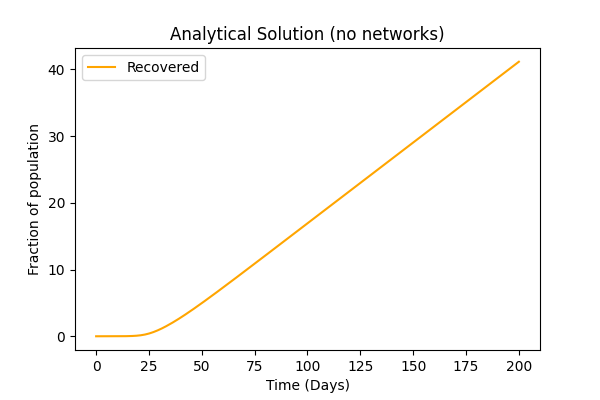 Analytical Solution (no networks)
Recovered
Fraction of population
40
30
20
10
0
0 25 50 75 100 125 150 175 200
Time (Days)